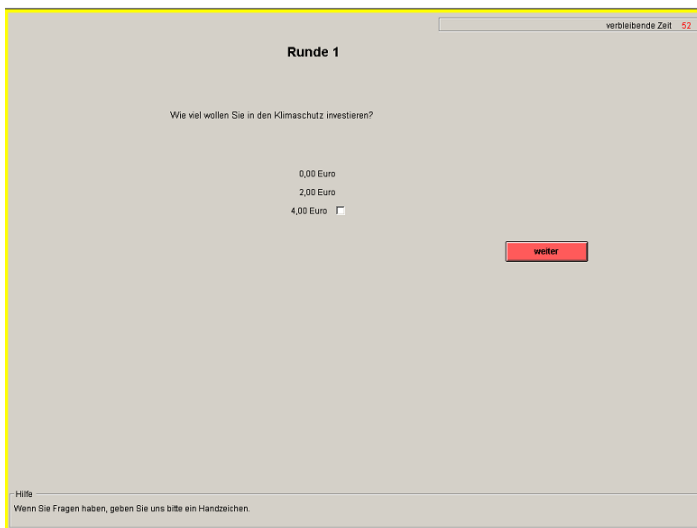 verbleibende Zeit 52
Runde 1
Wie viel wollen Sie in den Klimaschutz investieren?
0,00 Euro
2,00 Euro
4,00 Euro
weiter
Hilfe
Wenn Sie Fragen haben, geben Sie uns bitte ein Handzeichen.